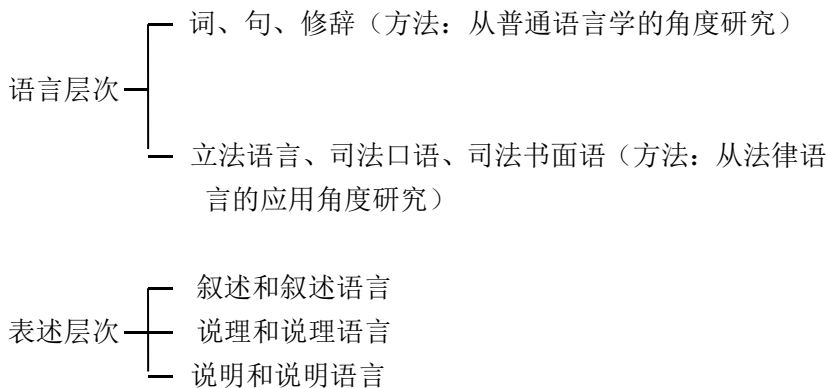 词、句、修辞（方法：从普通语言学的角度研究）
语言层次
立法语言、司法口语、司法书面语（方法：从法律语
言的应用角度研究）
叙述和叙述语言
表述层次
说理和说理语言
说明和说明语言